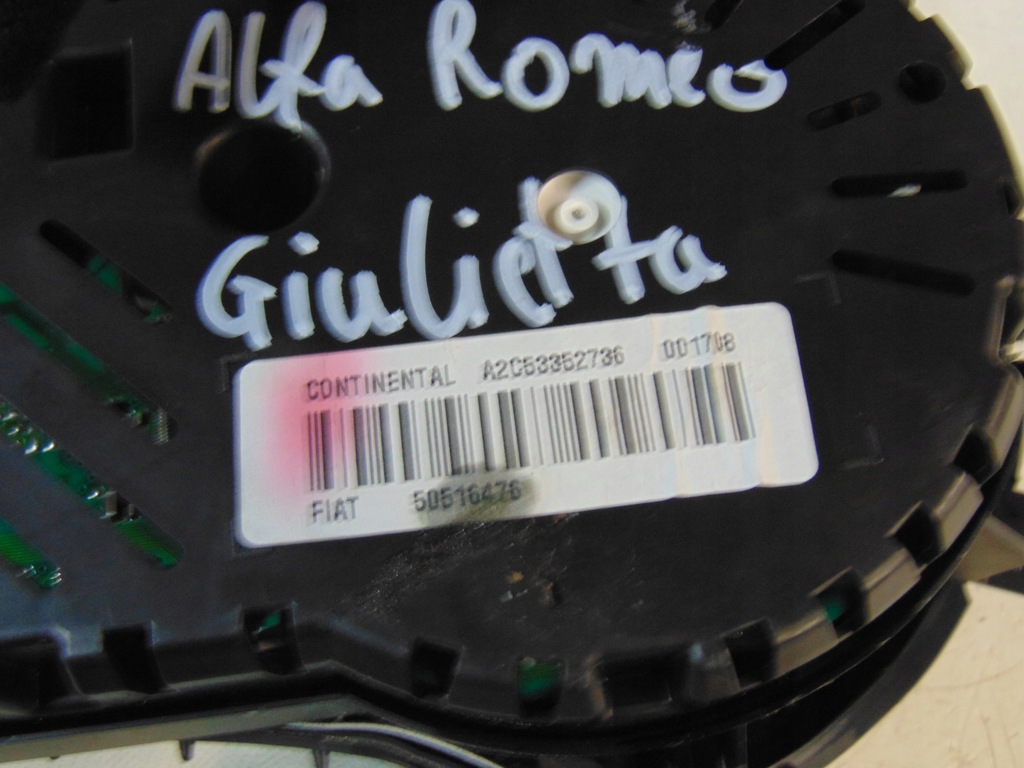 Alfa Romeo
Giulietta
CONTINENTAL A2C53352736 001708
FIAT 50516476